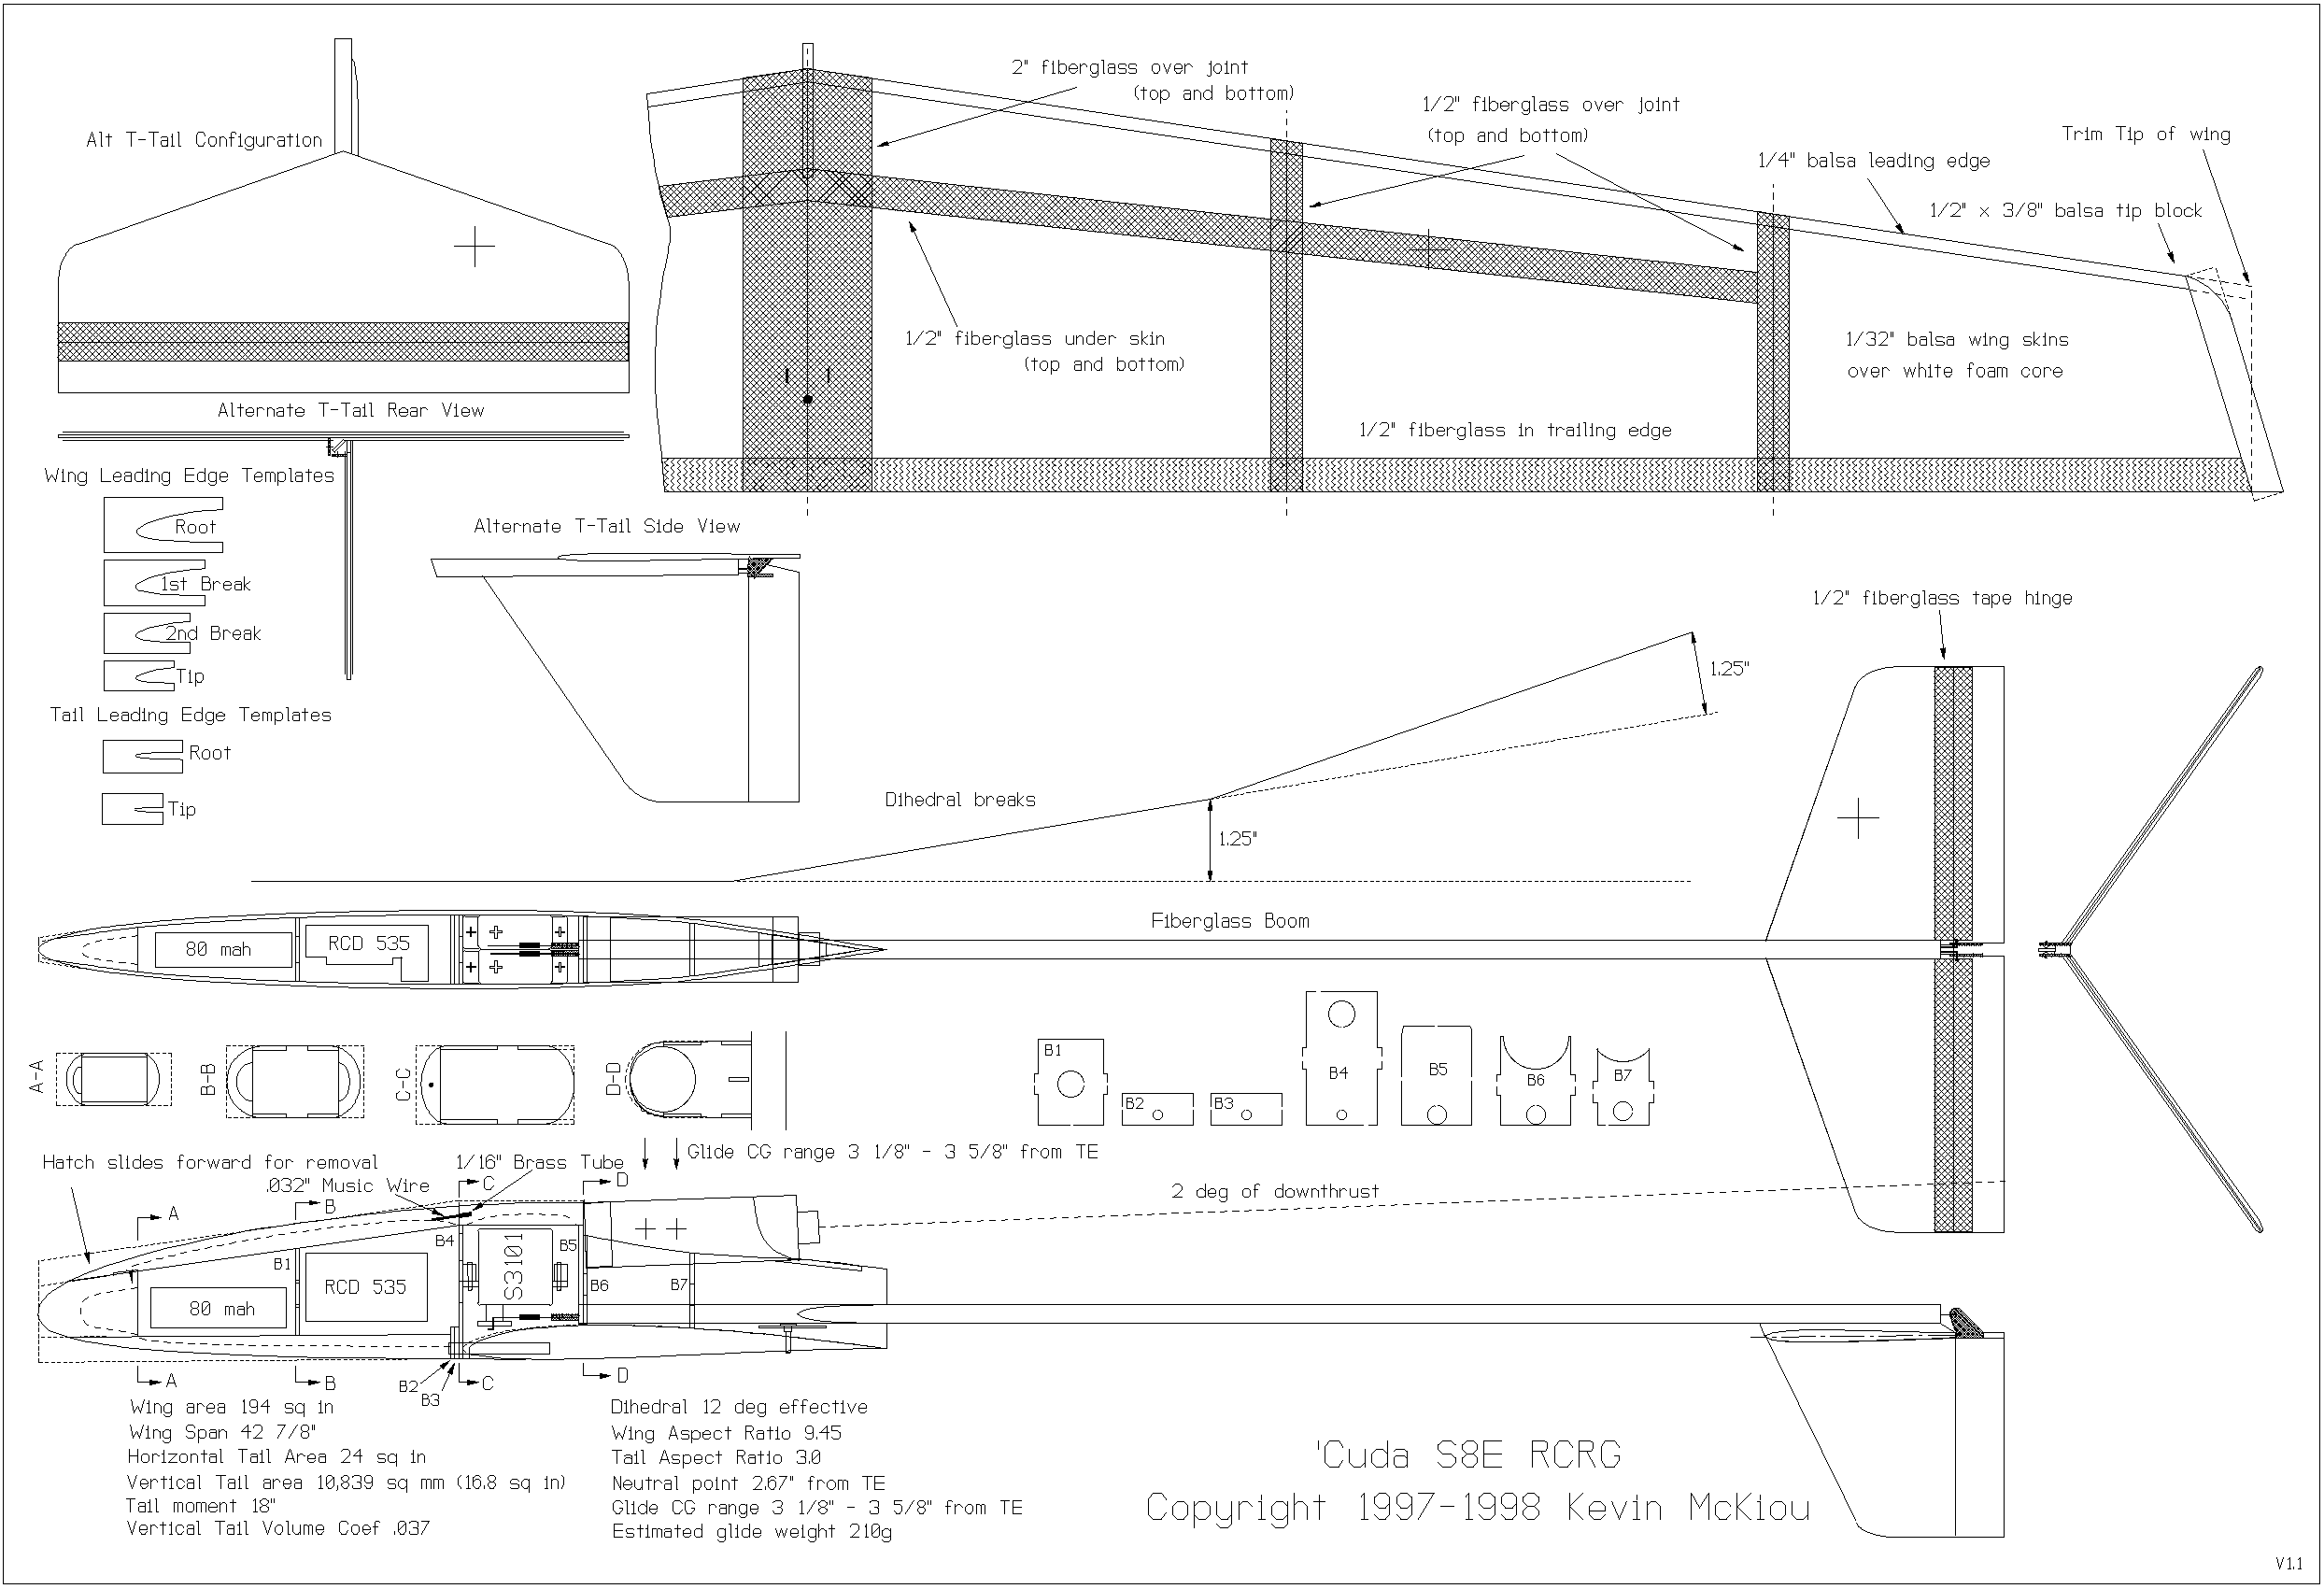 2" fiberglass over joint
(top and bottom)
1/2" fiberglass over joint
(top and bottom)
Trim Tip of wing
Alt T-Tail Configuration
1/4" balsa leading edge
1/2" x 3/8" balsa tip block
1/2" fiberglass under skin
(top and bottom)
1/32" balsa wing skins
over white foam core
Alternate T-Tail Rear View
1/2" fiberglass in trailing edge
Wing Leading Edge Templates
Root
1st Break
2nd Break
Tip
Tail Leading Edge Templates
Root
Tip
Alternate T-Tail Side View
1/2" fiberglass tape hinge
1.25"
Dihedral breaks
1.25"
Fiberglass Boom
80 mah
RCD 535
A-A
B-B
C-C
D-D
B1
B2
B3
B4
B5
B6
B7
Glide CG range 3 1/8" - 3 5/8" from TE
Hatch slides forward for removal
1/16" Brass Tube
.032" Music Wire
2 deg of downthrust
A
B
C
D
B4
B5
B1
S3101
RCD 535
B6
B7
80 mah
A
B
C
D
B2
B3
Wing area 194 sq in
Wing Span 42 7/8"
Horizontal Tail Area 24 sq in
Vertical Tail area 10,839 sq mm (16.8 sq in)
Tail moment 18"
Vertical Tail Volume Coef .037
Dihedral 12 deg effective
Wing Aspect Ratio 9.45
Tail Aspect Ratio 3.0
Neutral point 2.67" from TE
Glide CG range 3 1/8" - 3 5/8" from TE
Estimated glide weight 210g
'Cuda S8E RCRG
Copyright 1997-1998 Kevin McKiou
V1.1